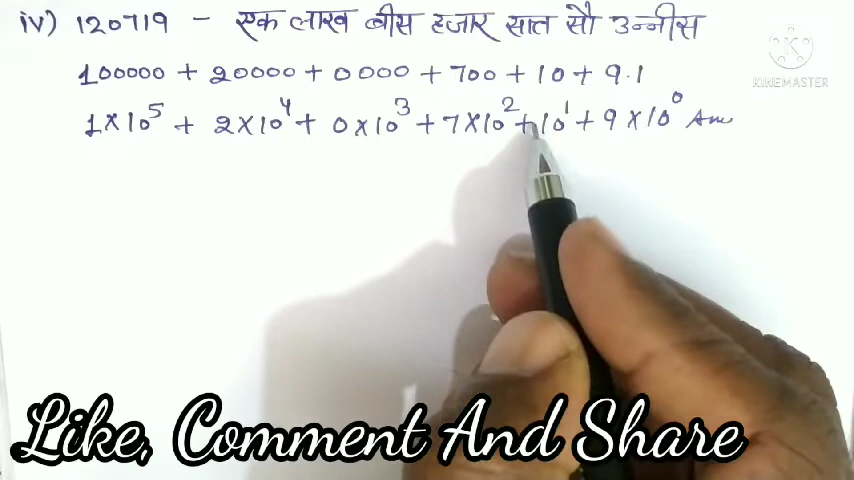 iv) 120719 - एक लाख बीस हजार सात सौ उन्नीस
100000 + 20000 + 0000 + 700 + 10 + 9.1
1×10⁵ + 2×10⁴ + 0×10³ + 7×10² + 10¹ + 9×10⁰ Ans
KINEMASTER
Like, Comment And Share